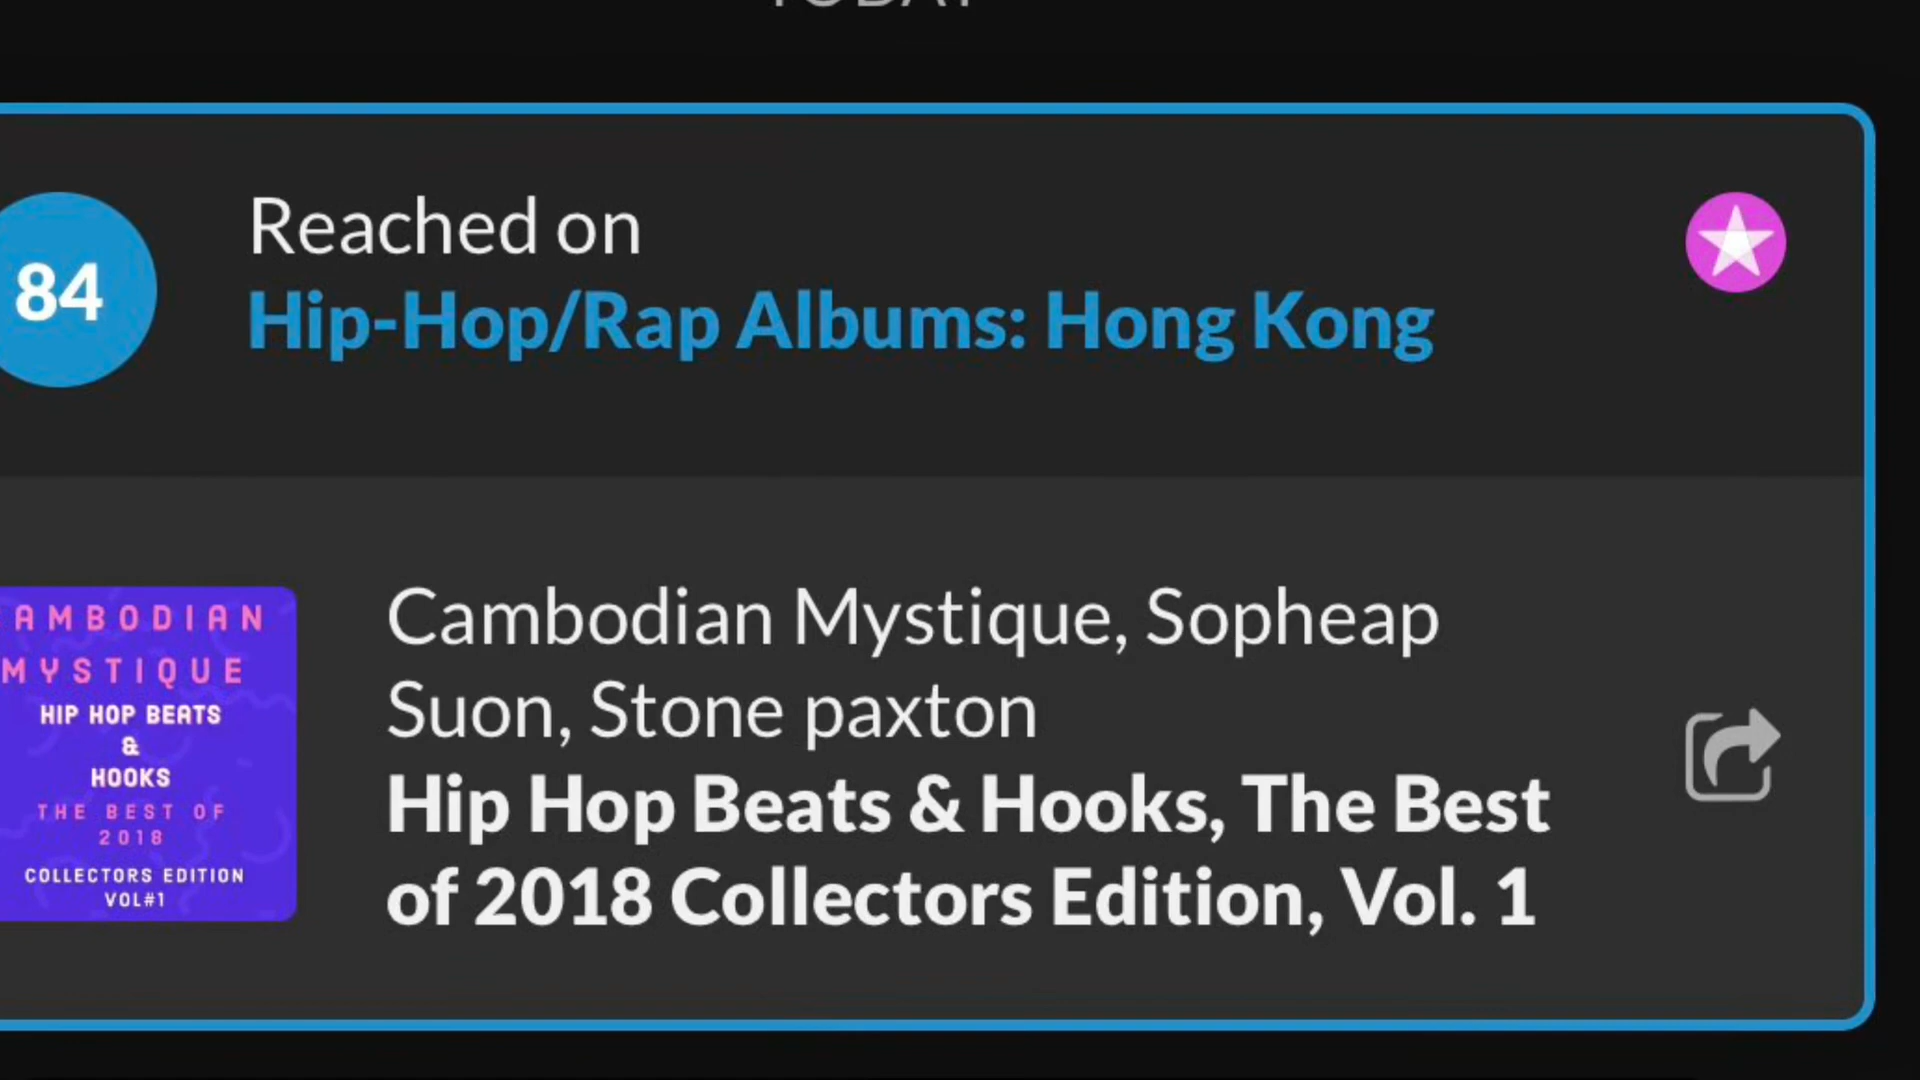 TODAY
84
Reached on
Hip-Hop/Rap Albums: Hong Kong
AMBODIAN
MYSTIQUE
HIP HOP BEATS
&
HOOKS
THE BEST OF
2018
COLLECTORS EDITION
VOL#1
Cambodian Mystique, Sopheap
Suon, Stone paxton
Hip Hop Beats & Hooks, The Best
of 2018 Collectors Edition, Vol. 1